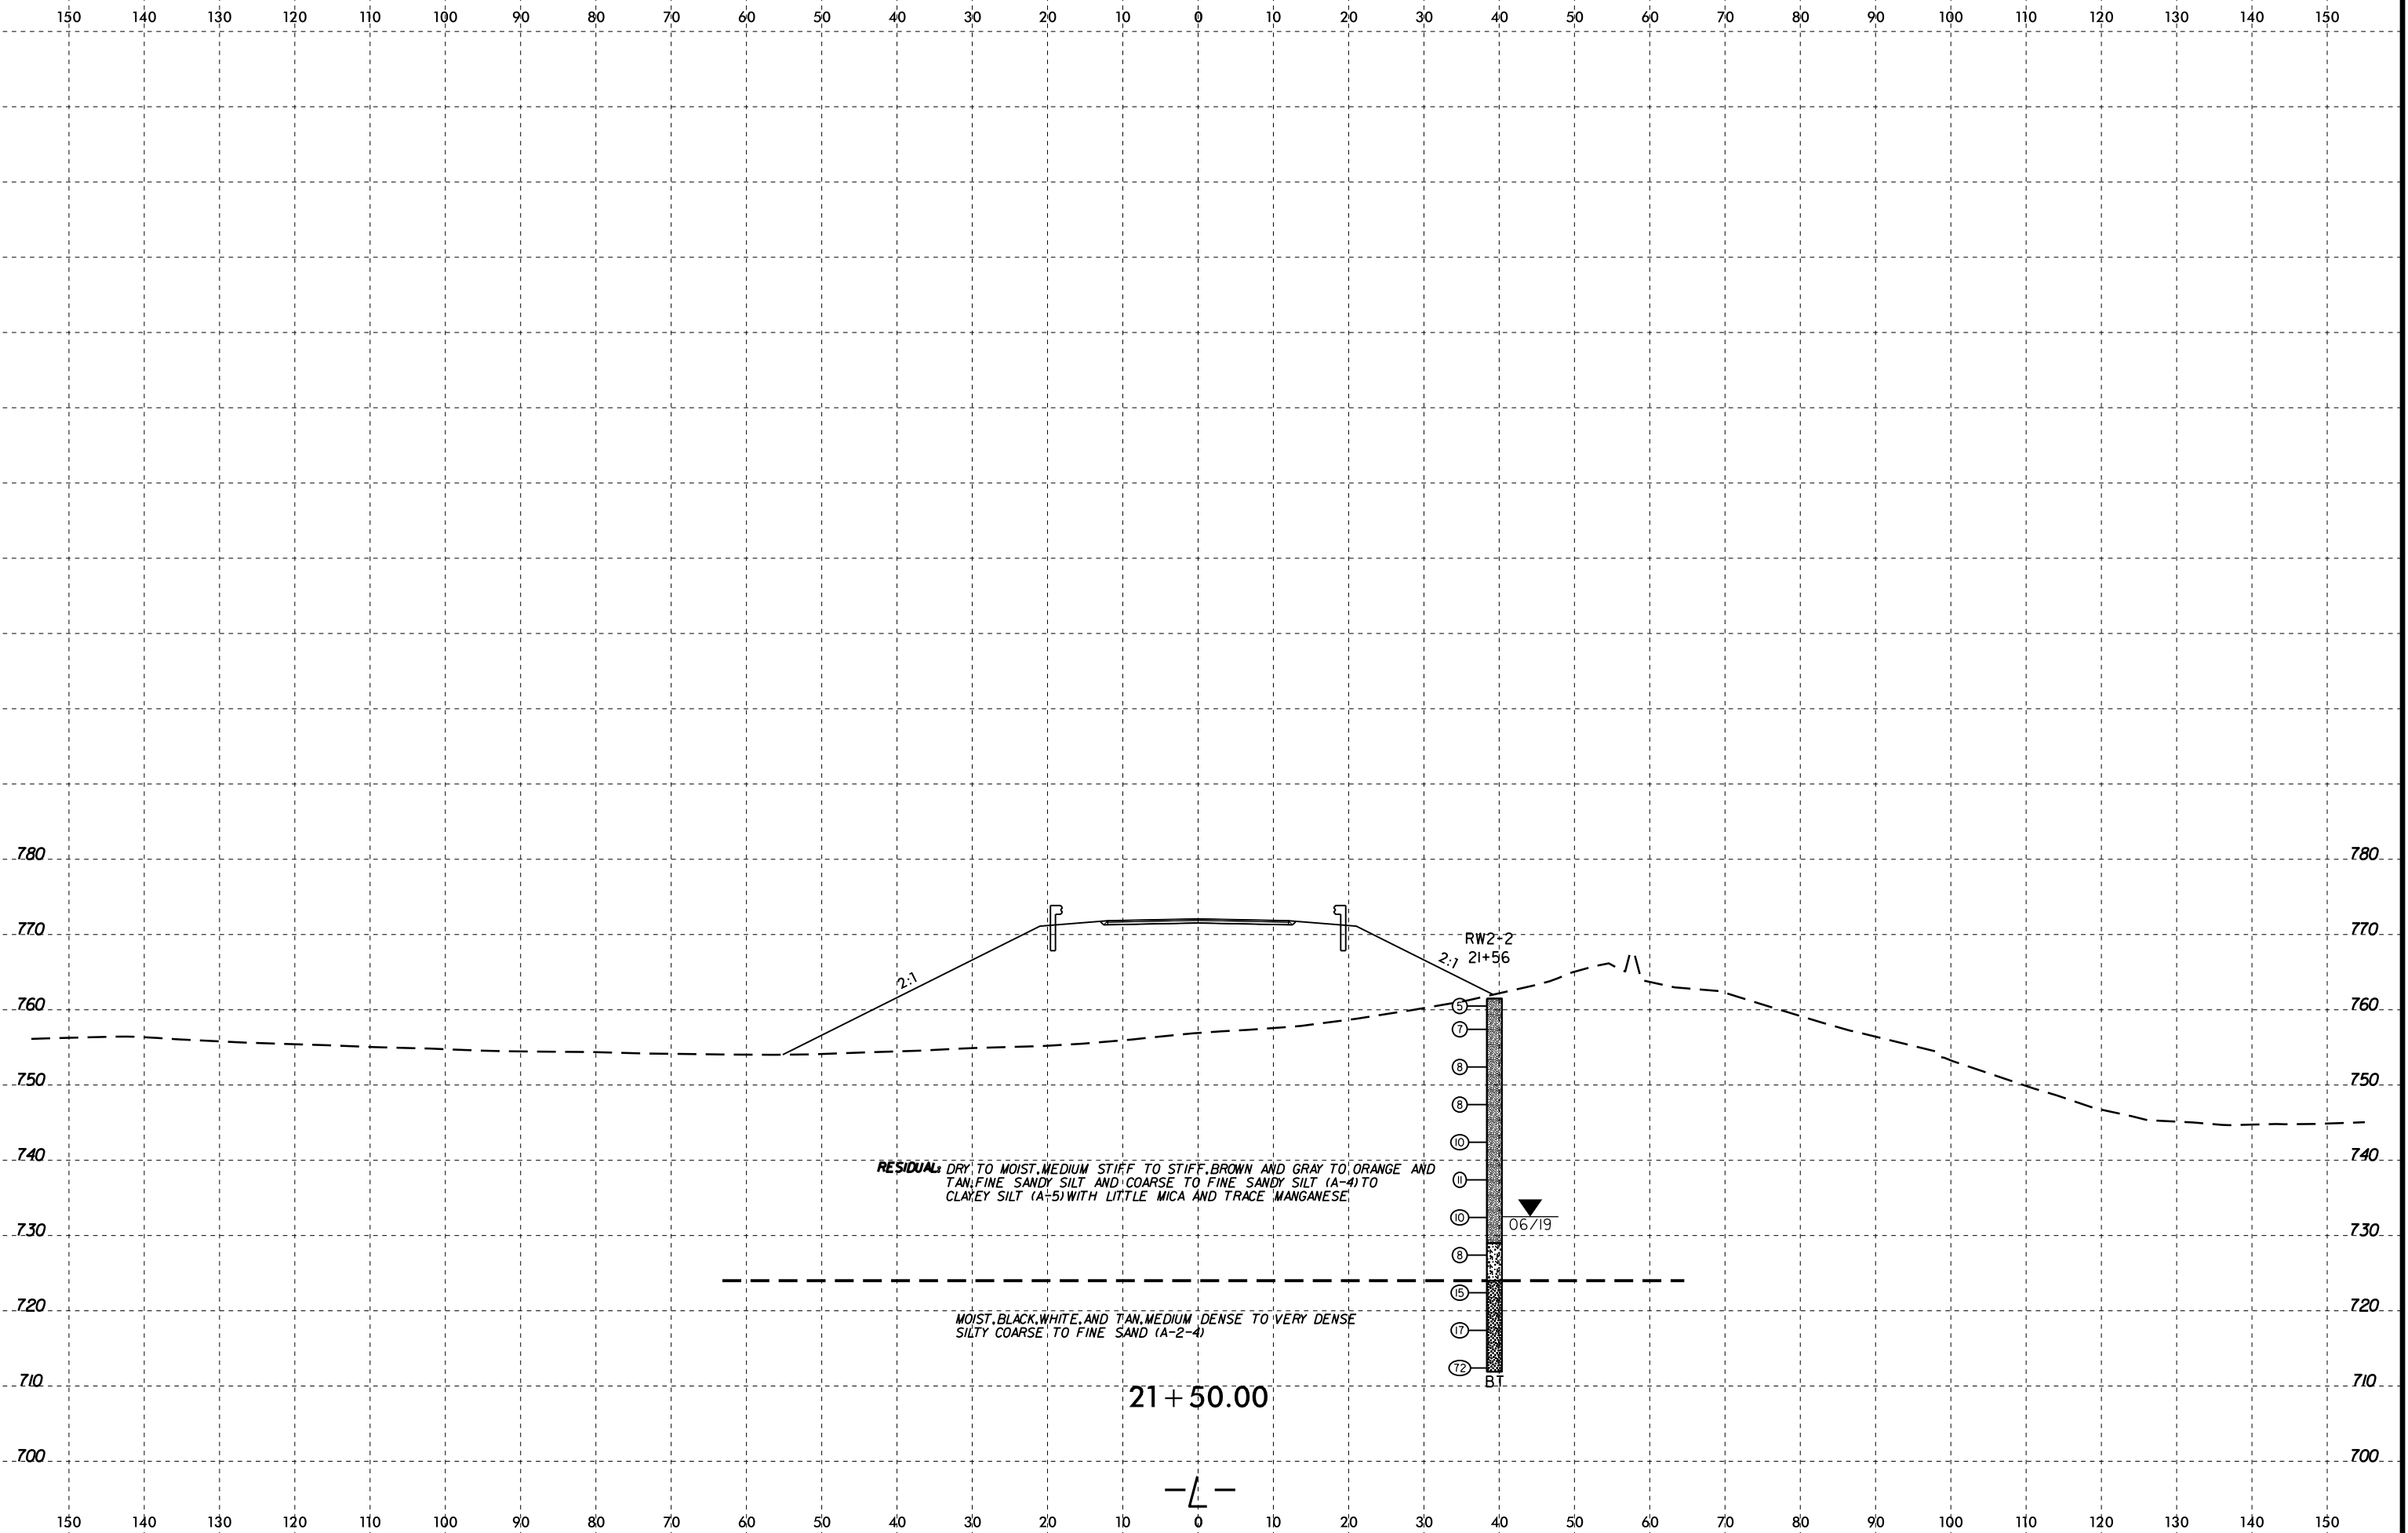 150 140 130 120 110 100 90 80 70 60 50 40 30 20 10 0 10 20 30 40 50 60 70 80 90 100 110 120 130 140 150
780 780
770 770
RW2-2
21+56
2:1 2:1
760 760
5
7
8
750 750
8
10
740 740
RESIDUAL: DRY TO MOIST, MEDIUM STIFF TO STIFF, BROWN AND GRAY TO ORANGE AND
TAN, FINE SANDY SILT AND COARSE TO FINE SANDY SILT (A-4) TO
CLAYEY SILT (A-5) WITH LITTLE MICA AND TRACE MANGANESE
11
10
06/19
730 730
8
15
720 720
MOIST, BLACK, WHITE, AND TAN, MEDIUM DENSE TO VERY DENSE
SILTY COARSE TO FINE SAND (A-2-4)
17
72
BT
710 710
21+50.00
700 700
-L-
150 140 130 120 110 100 90 80 70 60 50 40 30 20 10 0 10 20 30 40 50 60 70 80 90 100 110 120 130 140 150